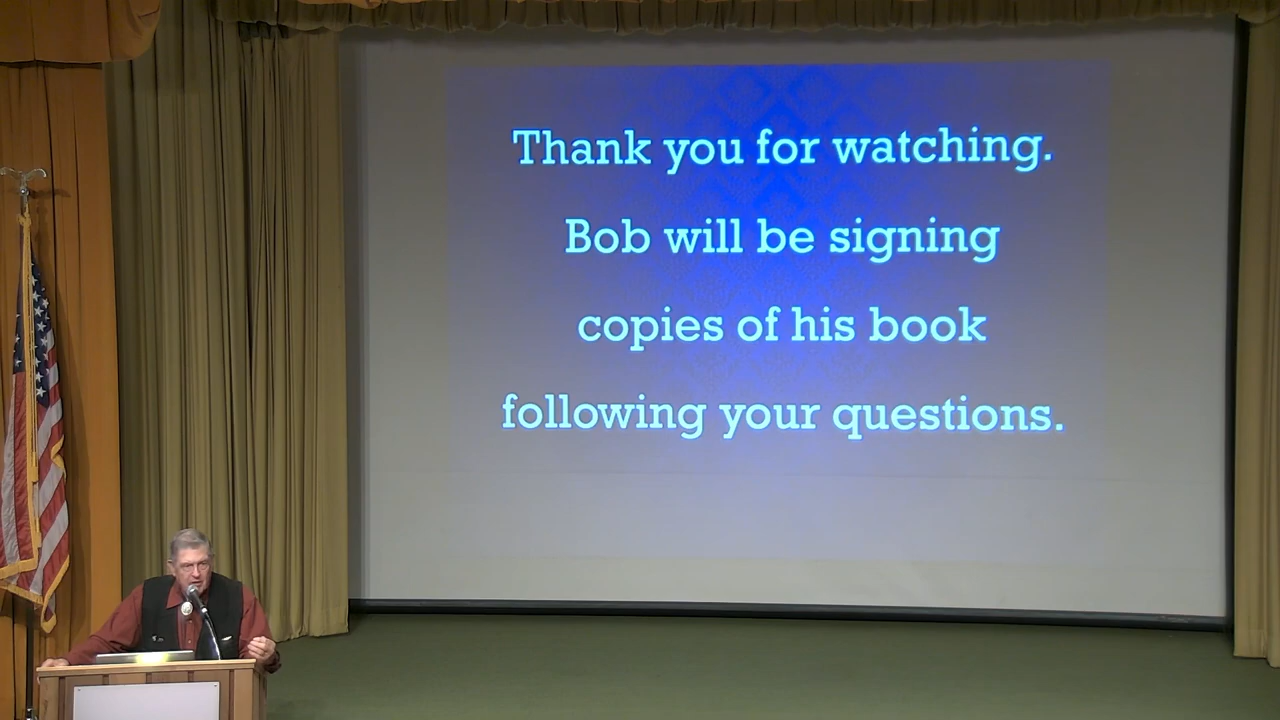 Thank you for watching.
Bob will be signing
copies of his book
following your questions.